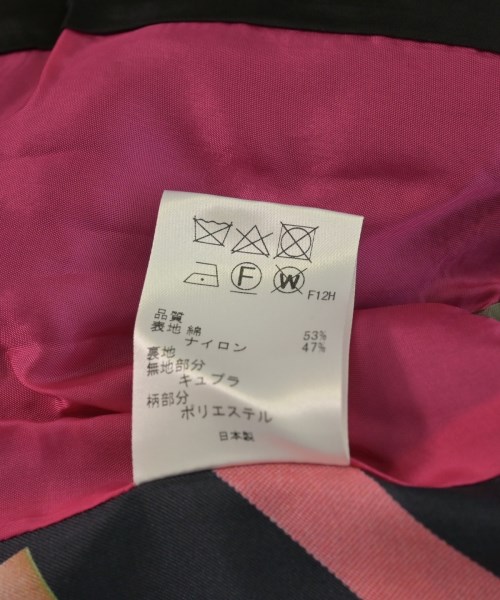 F
W
F12H
品質
表地 綿 53%
ナイロン 47%
裏地
無地部分
キュプラ
柄部分
ポリエステル
日本製